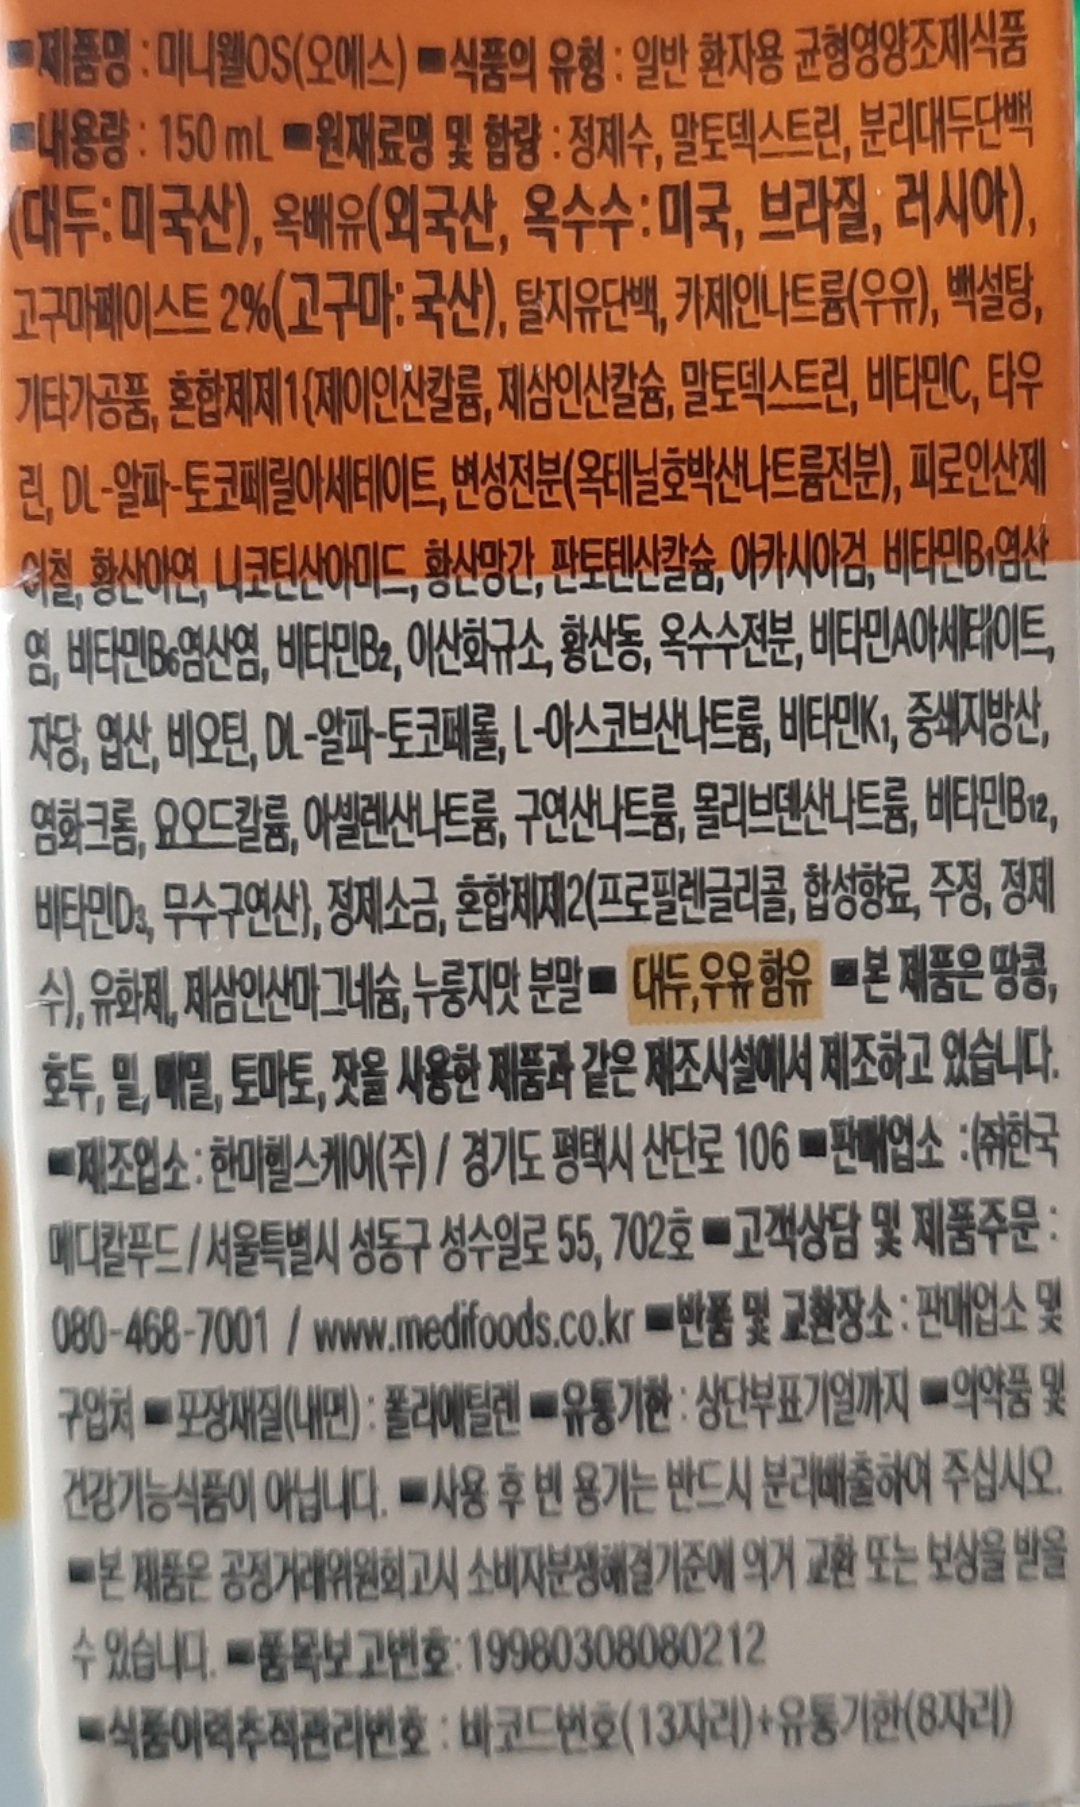 ■제품명 : 미니웰OS(오에스) ■식품의 유형 : 일반 환자용 균형영양조제식품
■내용량 : 150 mL ■원재료명 및 함량 : 정제수, 말토덱스트린, 분리대두단백
(대두: 미국산), 옥배유(외국산, 옥수수: 미국, 브라질, 러시아),
고구마페이스트 2%(고구마: 국산), 탈지유단백, 카제인나트륨(우유), 백설탕,
기타가공품, 혼합제제1{제이인산칼륨, 제삼인산칼슘, 말토덱스트린, 비타민C, 타우
린, DL-알파-토코페릴아세테이트, 변성전분(옥테닐호박산나트륨전분), 피로인산제
이철, 황산아연, 니코틴산아미드, 황산망간, 판토텐산칼슘, 아카시아검, 비타민B₁염산
염, 비타민B₆염산염, 비타민B₂, 이산화규소, 황산동, 옥수수전분, 비타민A아세테이트,
자당, 엽산, 비오틴, DL-알파-토코페롤, L-아스코브산나트륨, 비타민K₁, 중쇄지방산,
염화크롬, 요오드칼륨, 아셀렌산나트륨, 구연산나트륨, 몰리브덴산나트륨, 비타민B₁₂,
비타민D₃, 무수구연산}, 정제소금, 혼합제제2(프로필렌글리콜, 합성향료, 주정, 정제
수), 유화제, 제삼인산마그네슘, 누룽지맛 분말 ■ 대두, 우유 함유 ■본 제품은 땅콩,
호두, 밀, 메밀, 토마토, 잣을 사용한 제품과 같은 제조시설에서 제조하고 있습니다.
■제조업소 : 한미헬스케어(주) / 경기도 평택시 산단로 106 ■판매업소 : ㈜한국
메디칼푸드 / 서울특별시 성동구 성수일로 55, 702호 ■고객상담 및 제품주문 :
080-468-7001 / www.medifoods.co.kr ■반품 및 교환장소 : 판매업소 및
구입처 ■포장재질(내면) : 폴리에틸렌 ■유통기한 : 상단부표기일까지 ■의약품 및
건강기능식품이 아닙니다. ■사용 후 빈 용기는 반드시 분리배출하여 주십시오.
■본 제품은 공정거래위원회고시 소비자분쟁해결기준에 의거 교환 또는 보상을 받을
수 있습니다. ■품목보고번호: 19980308080212
■식품이력추적관리번호 : 바코드번호(13자리)+유통기한(8자리)